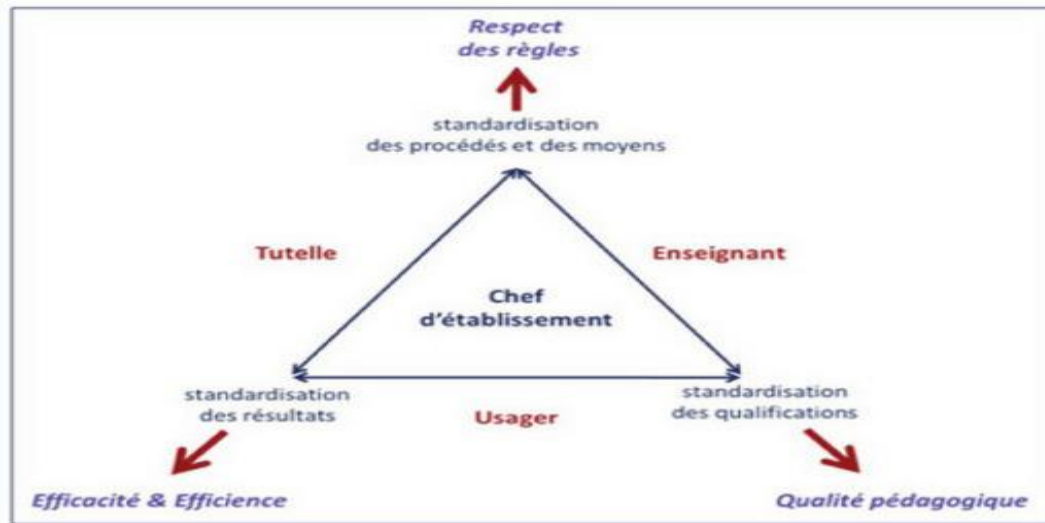 Respect
des règles
standardisation
des procédés et des moyens
Tutelle
Enseignant
Chef
d'établissement
standardisation
des résultats
Usager
standardisation
des qualifications
Efficacité & Efficience
Qualité pédagogique